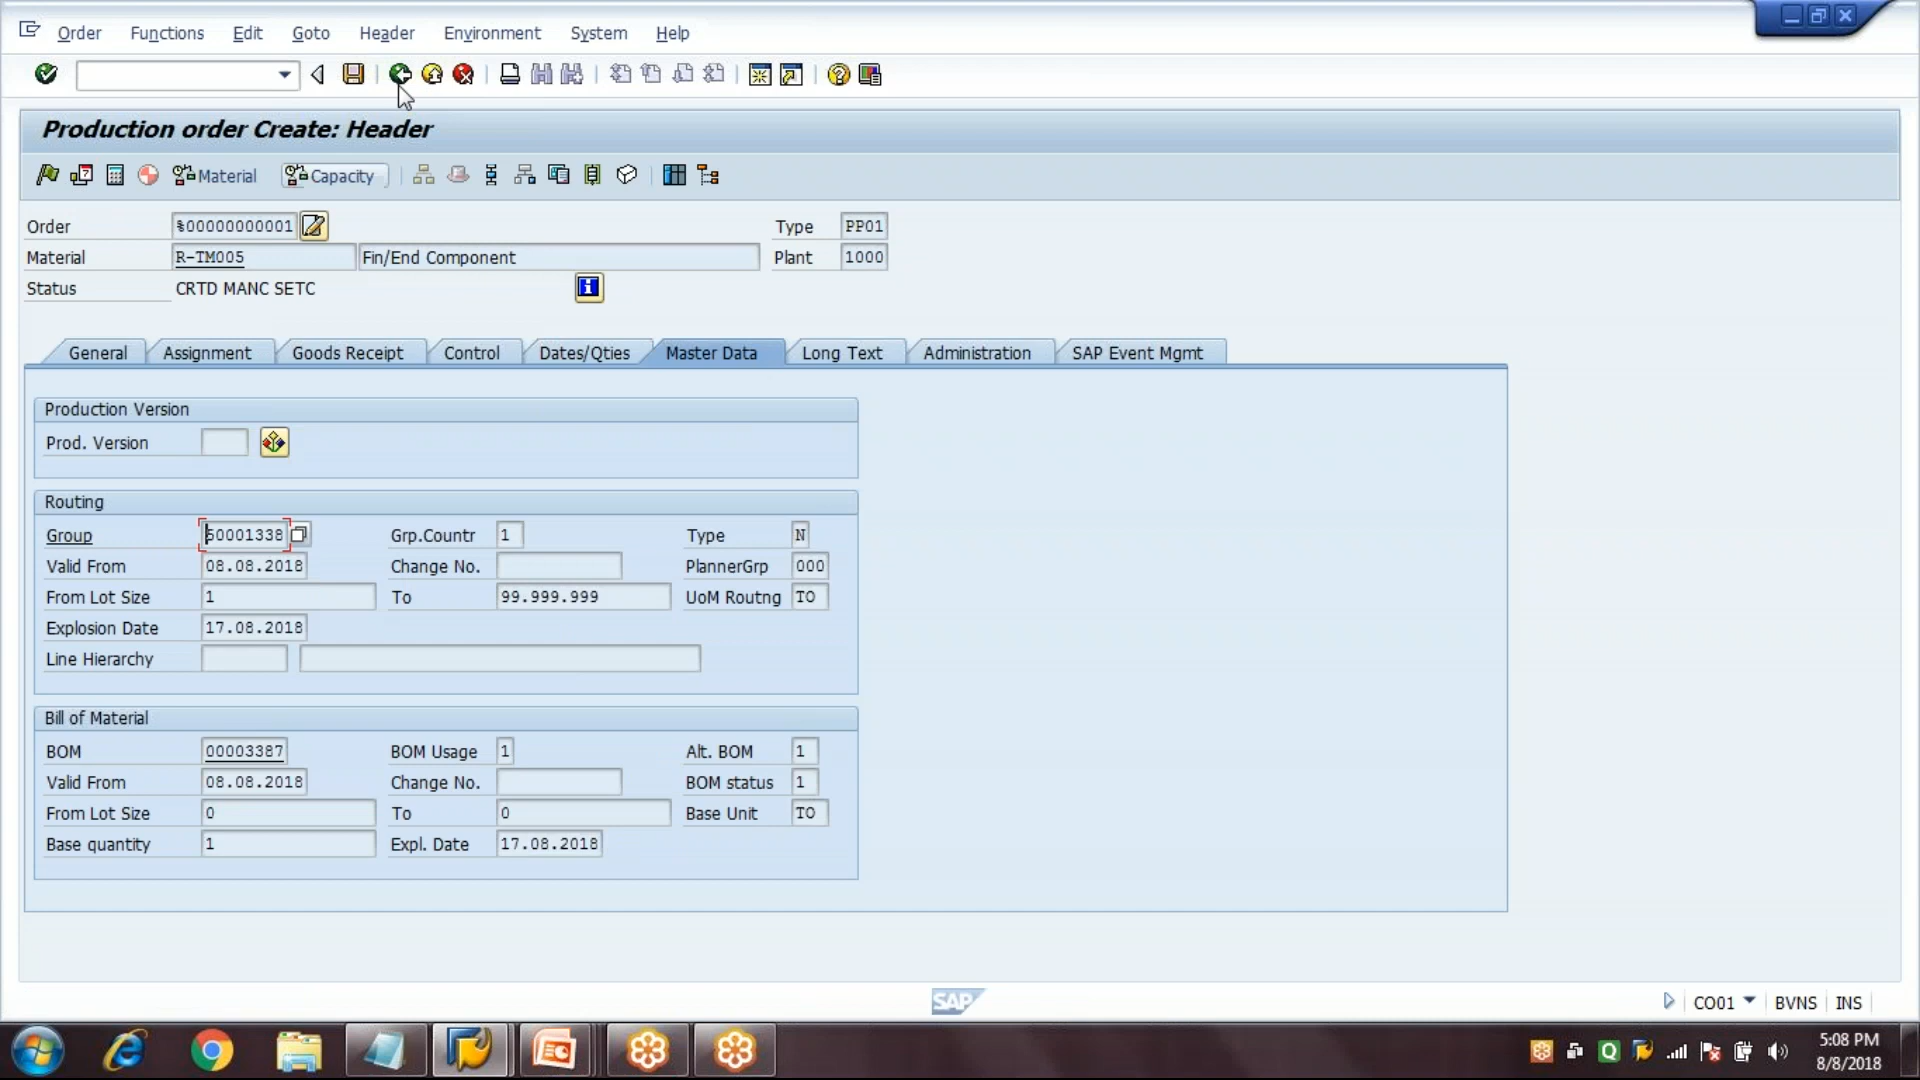 Order Functions Edit Goto Header Environment System Help
Production order Create: Header
Material Capacity
Order %00000000001 Type PP01
Material R-TM005 Fin/End Component Plant 1000
Status CRTD MANC SETC
General Assignment Goods Receipt Control Dates/Qties Master Data Long Text Administration SAP Event Mgmt
Production Version
Prod. Version
Routing
Group 50001338 Grp.Countr 1 Type N
Valid From 08.08.2018 Change No. PlannerGrp 000
From Lot Size 1 To 99.999.999 UoM Routng TO
Explosion Date 17.08.2018
Line Hierarchy
Bill of Material
BOM 00003387 BOM Usage 1 Alt. BOM 1
Valid From 08.08.2018 Change No. BOM status 1
From Lot Size 0 To 0 Base Unit TO
Base quantity 1 Expl. Date 17.08.2018
SAP CO01 BVNS INS
5:08 PM
8/8/2018